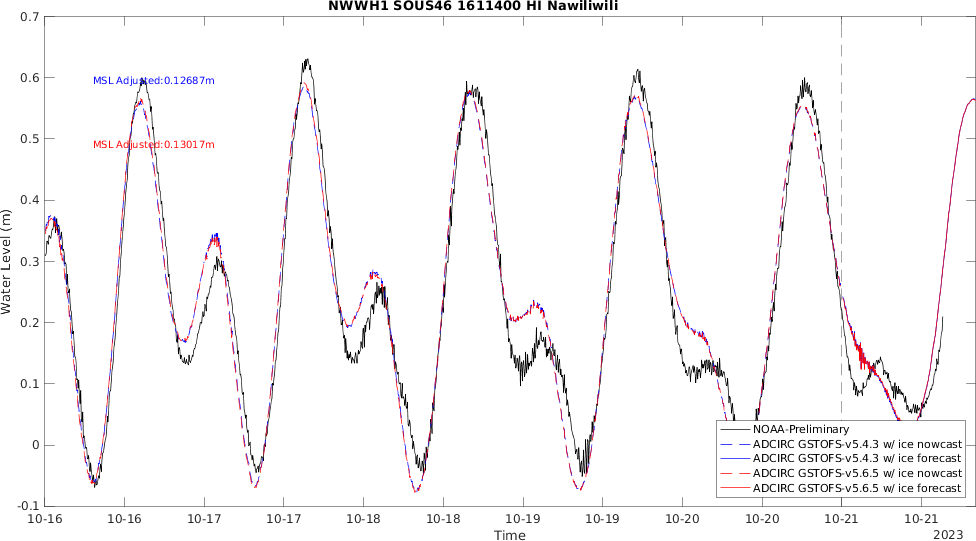 NWWH1 SOUS46 1611400 HI Nawiliwili
0.7
0.6
0.5
0.4
0.3
0.2
0.1
0
-0.1
Water Level (m)
MSL Adjusted:0.12687m
MSL Adjusted:0.13017m
NOAA-Preliminary
ADCIRC GSTOFS-v5.4.3 w/ ice nowcast
ADCIRC GSTOFS-v5.4.3 w/ ice forecast
ADCIRC GSTOFS-v5.6.5 w/ ice nowcast
ADCIRC GSTOFS-v5.6.5 w/ ice forecast
10-16 10-16 10-17 10-17 10-18 10-18 10-19 10-19 10-20 10-20 10-21 10-21
Time
2023